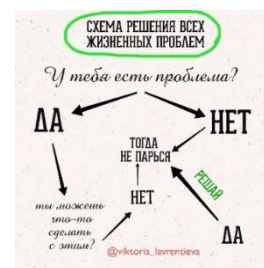 СХЕМА РЕШЕНИЯ ВСЕХ
ЖИЗНЕННЫХ ПРОБЛЕМ
У тебя есть проблема?
ДА
НЕТ
ТОГДА
НЕ ПАРЬСЯ
РЕШАЙ
НЕТ
ты можешь
что-то
сделать
с этим?
ДА
@viktoria_lavrentieva